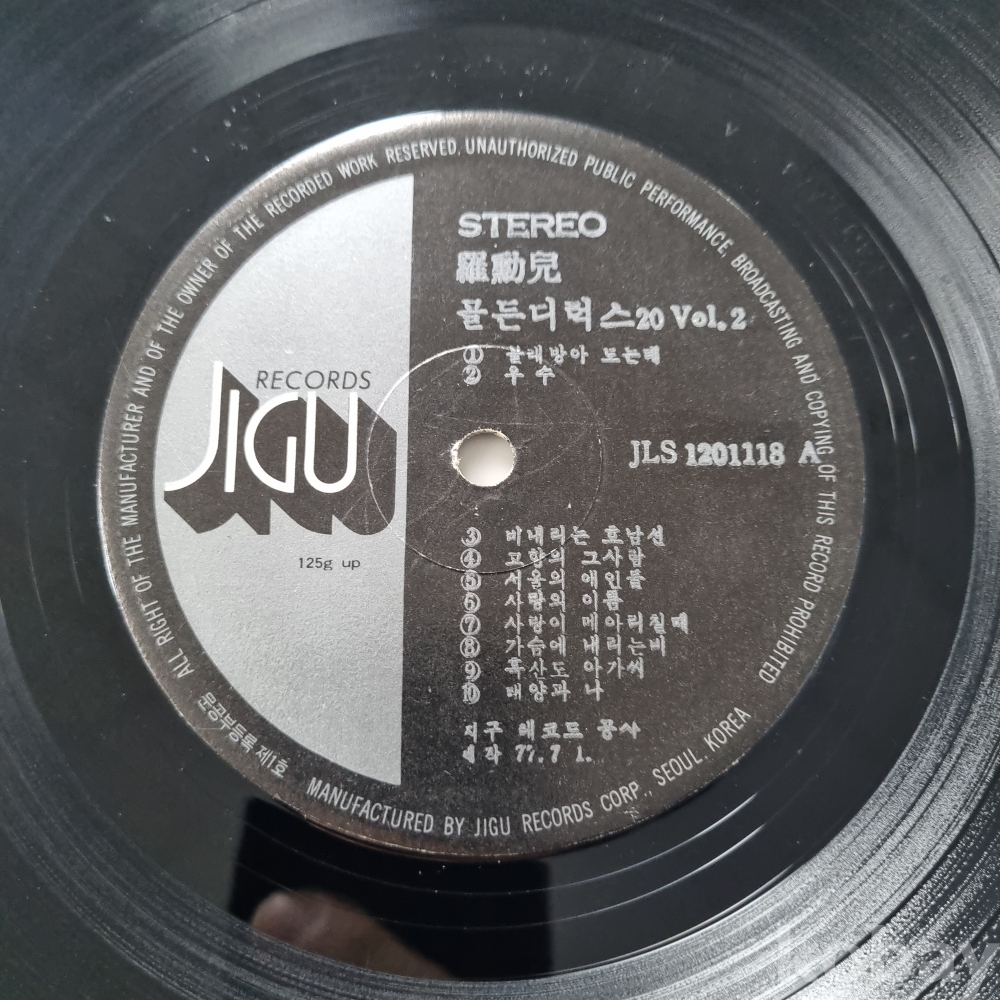 ALL RIGHT OF THE MANUFACTURER AND OF THE OWNER OF THE RECORDED WORK RESERVED. UNAUTHORIZED PUBLIC PERFORMANCE, BROADCASTING AND COPYING OF THIS RECORD PROHIBITED
STEREO
羅勳兒
골든디럭스20 Vol.2
① 물레방아 도는데
② 우수
RECORDS
JIGU
JLS 1201118 A
125g up
③ 비내리는 호남선
④ 고향의 그사람
⑤ 서울의 애인들
⑥ 사랑의 이름
⑦ 사랑이 메아리칠때
⑧ 가슴에 내리는비
⑨ 흑산도 아가씨
⑩ 태양과 나
지구 레코드 공사
제작 77.7 1.
문공부등록 제1호
MANUFACTURED BY JIGU RECORDS CORP., SEOUL, KOREA